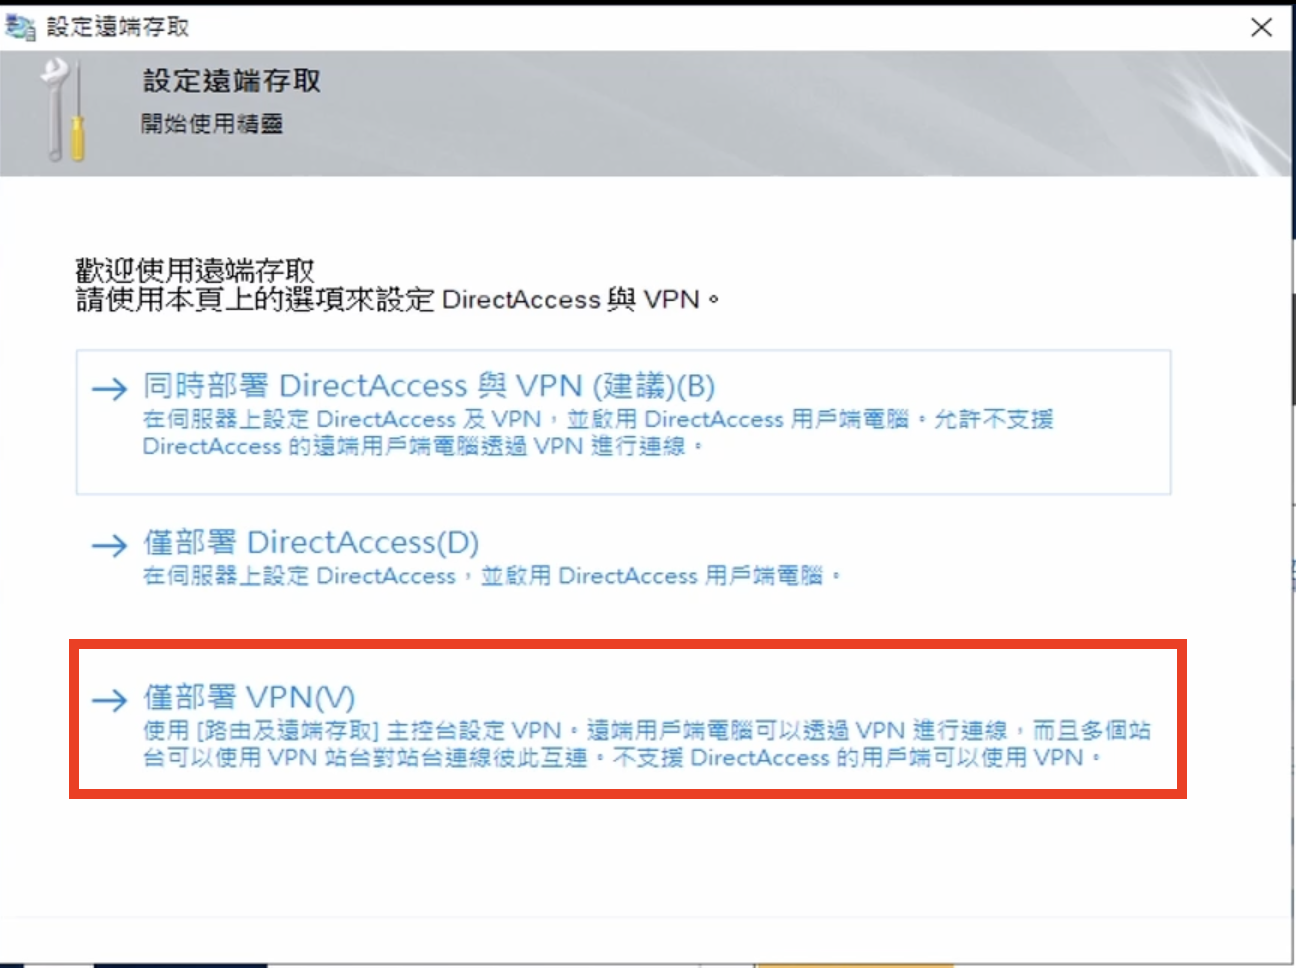 設定遠端存取
設定遠端存取
開始使用精靈
歡迎使用遠端存取
請使用本頁上的選項來設定 DirectAccess 與 VPN。
同時部署 DirectAccess 與 VPN (建議)(B)
在伺服器上設定 DirectAccess 及 VPN，並啟用 DirectAccess 用戶端電腦。允許不支援
DirectAccess 的遠端用戶端電腦透過 VPN 進行連線。
僅部署 DirectAccess(D)
在伺服器上設定 DirectAccess，並啟用 DirectAccess 用戶端電腦。
僅部署 VPN(V)
使用 [路由及遠端存取] 主控台設定 VPN。遠端用戶端電腦可以透過 VPN 進行連線，而且多個站
台可以使用 VPN 站台對站台連線彼此互連。不支援 DirectAccess 的用戶端可以使用 VPN。